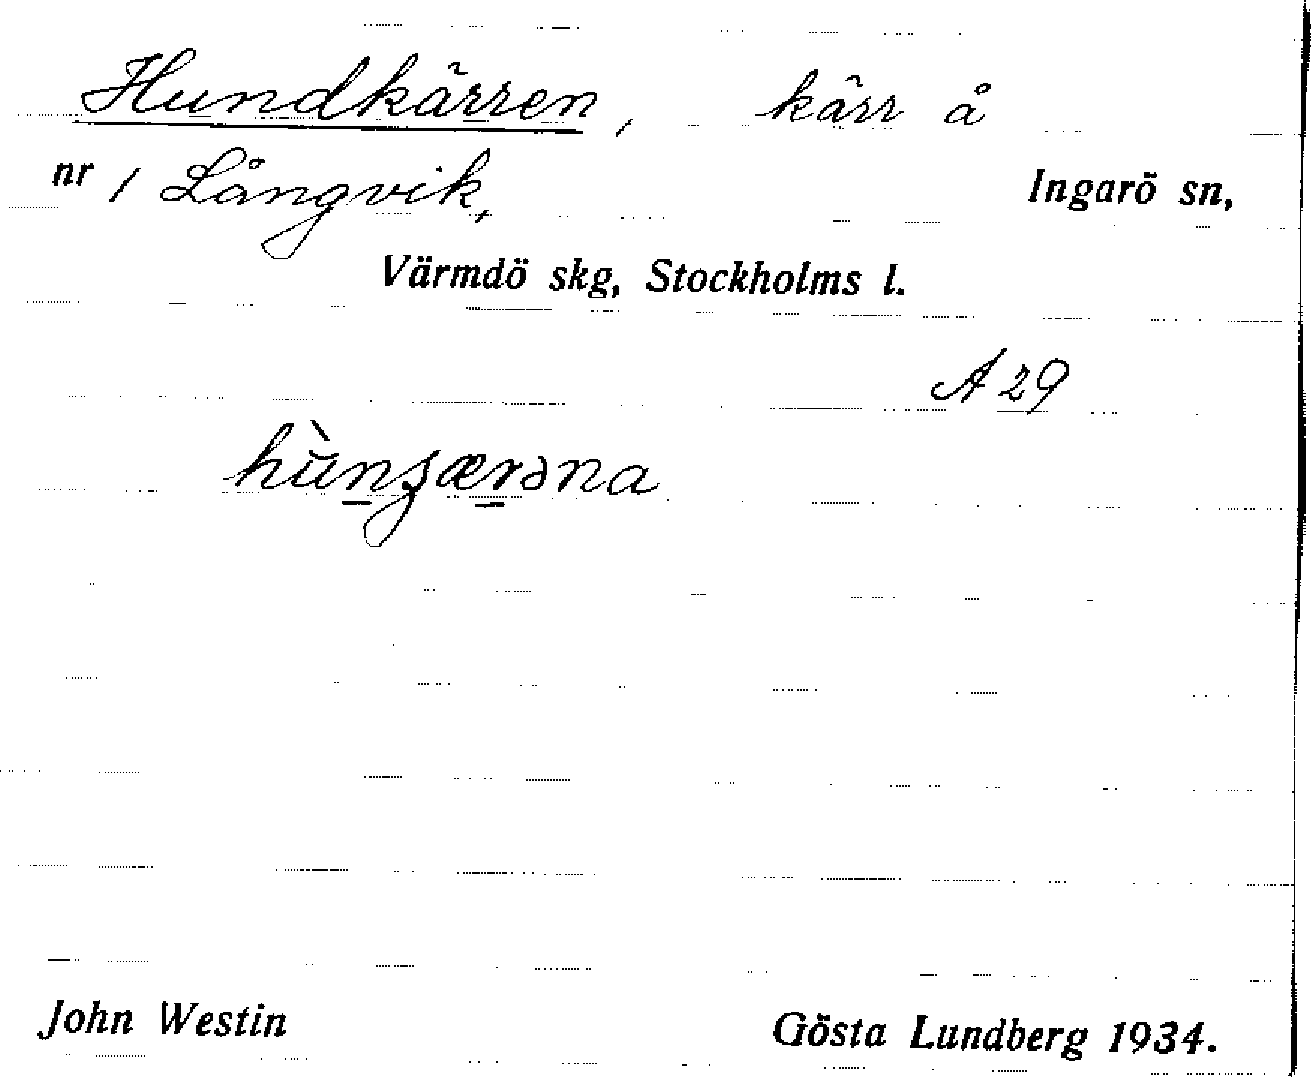 Hundkärren, kärr å
nr 1 Långvik, Ingarö sn,
Värmdö skg, Stockholms l.
A 29
hùnʒærəna
John Westin
Gösta Lundberg 1934.